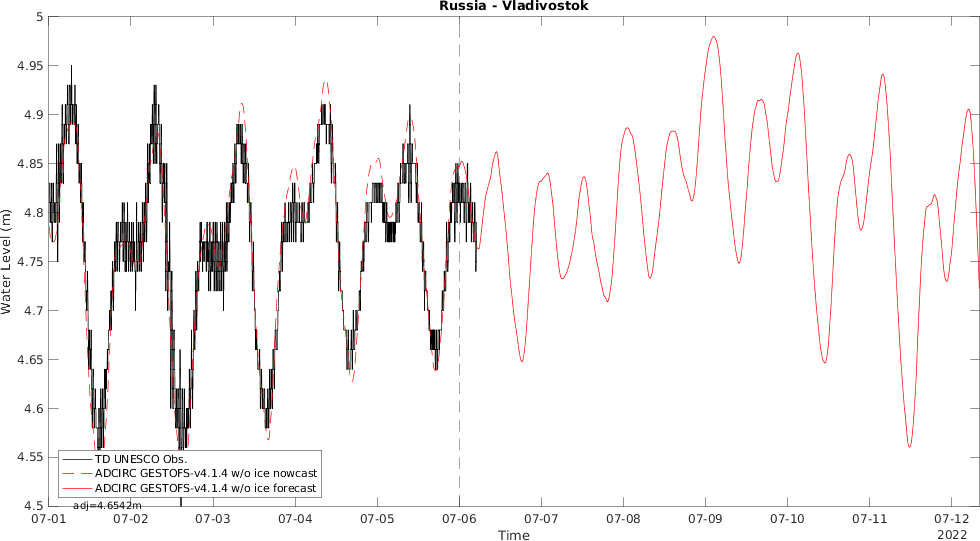 Russia - Vladivostok
Water Level (m)
5
4.95
4.9
4.85
4.8
4.75
4.7
4.65
4.6
4.55
4.5
TD UNESCO Obs.
ADCIRC GESTOFS-v4.1.4 w/o ice nowcast
ADCIRC GESTOFS-v4.1.4 w/o ice forecast
adj=4.6542m
07-01 07-02 07-03 07-04 07-05 07-06 07-07 07-08 07-09 07-10 07-11 07-12
Time
2022